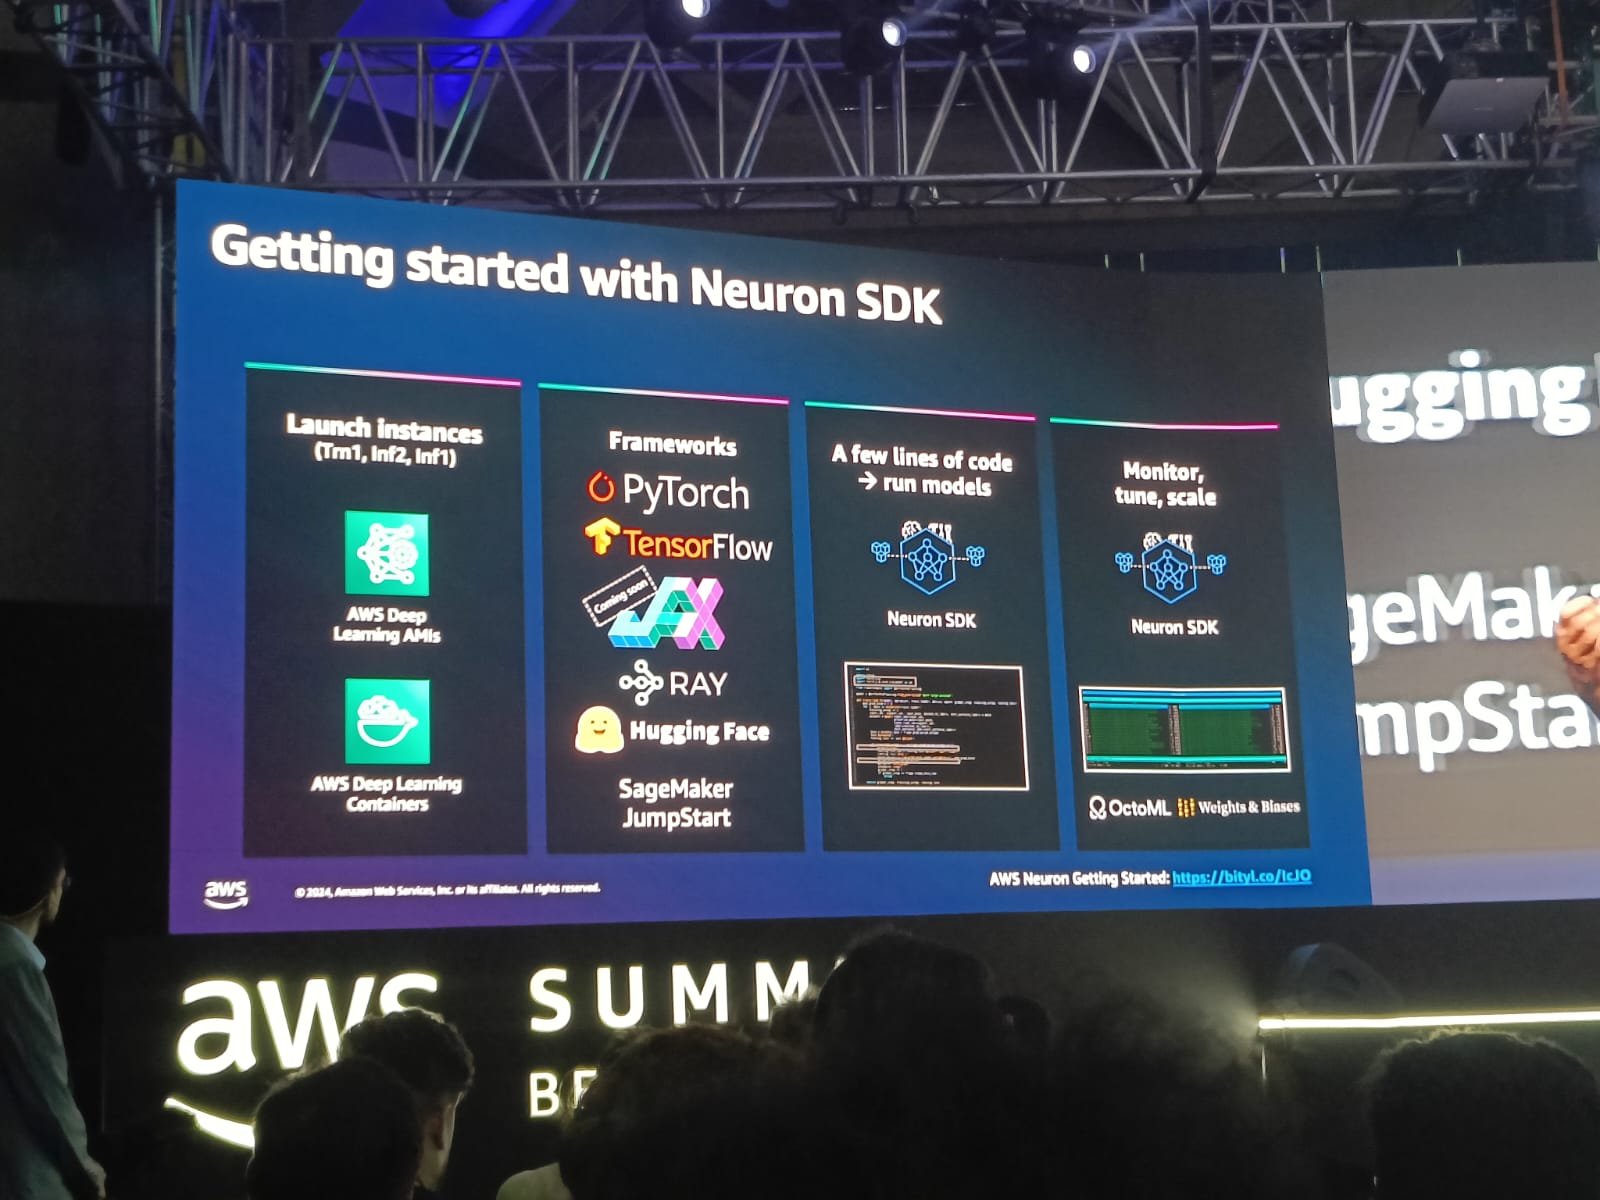 Getting started with Neuron SDK
Launch instances
(Trn1, Inf2, Inf1)
AWS Deep
Learning AMIs
AWS Deep Learning
Containers
Frameworks
PyTorch
TensorFlow
Coming soon
JAX
RAY
Hugging Face
SageMaker
JumpStart
A few lines of code
→ run models
Neuron SDK
Monitor,
tune, scale
Neuron SDK
OctoML
Weights & Biases
aws
© 2024, Amazon Web Services, Inc. or its affiliates. All rights reserved.
AWS Neuron Getting Started: https://bityl.co/IcJO
ugging
geMak
mpSta
aws
SUMM
BE